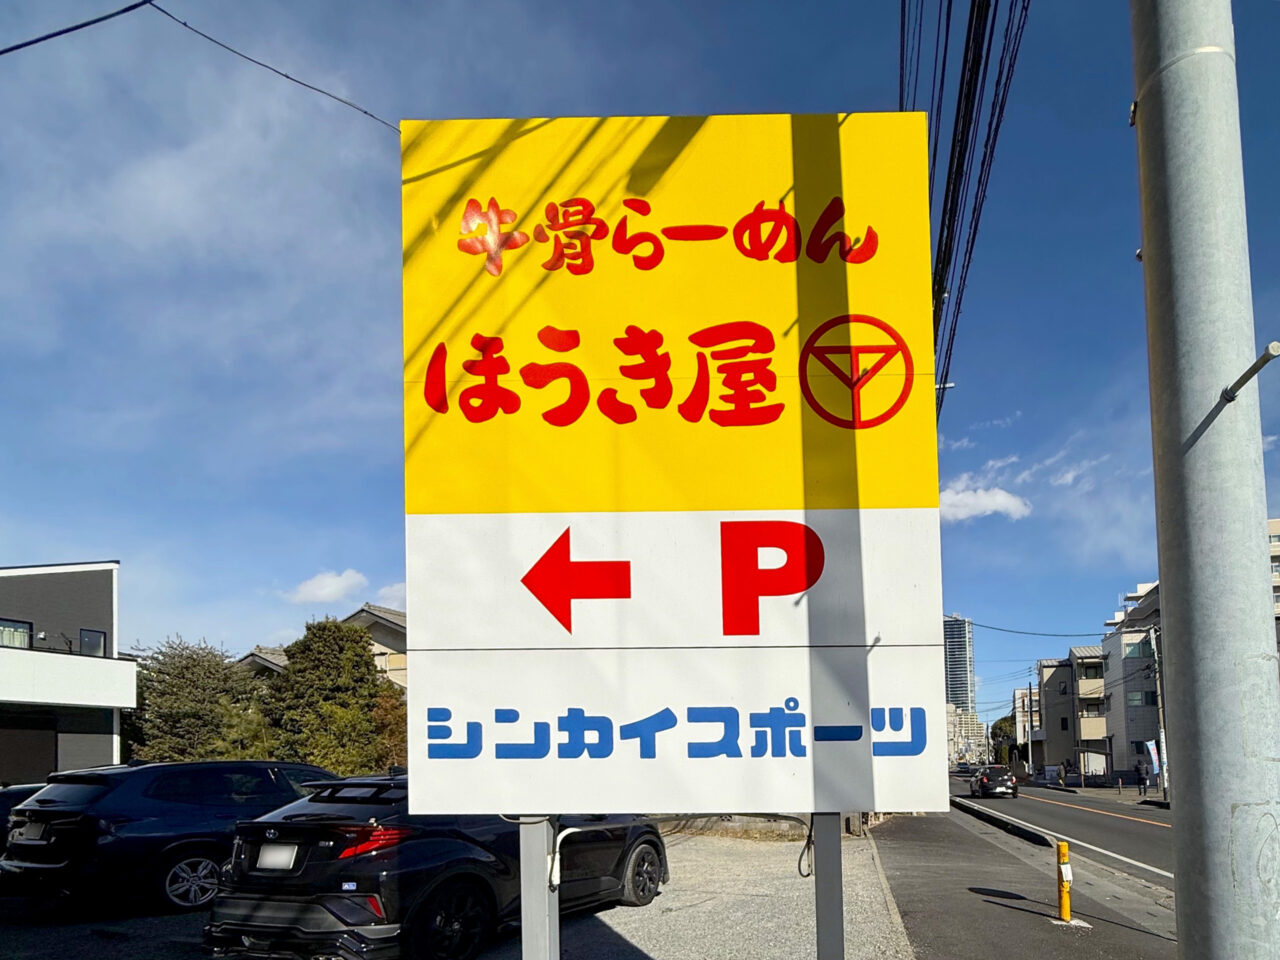 牛骨らーめん
ほうき屋
← P
シンカイスポーツ